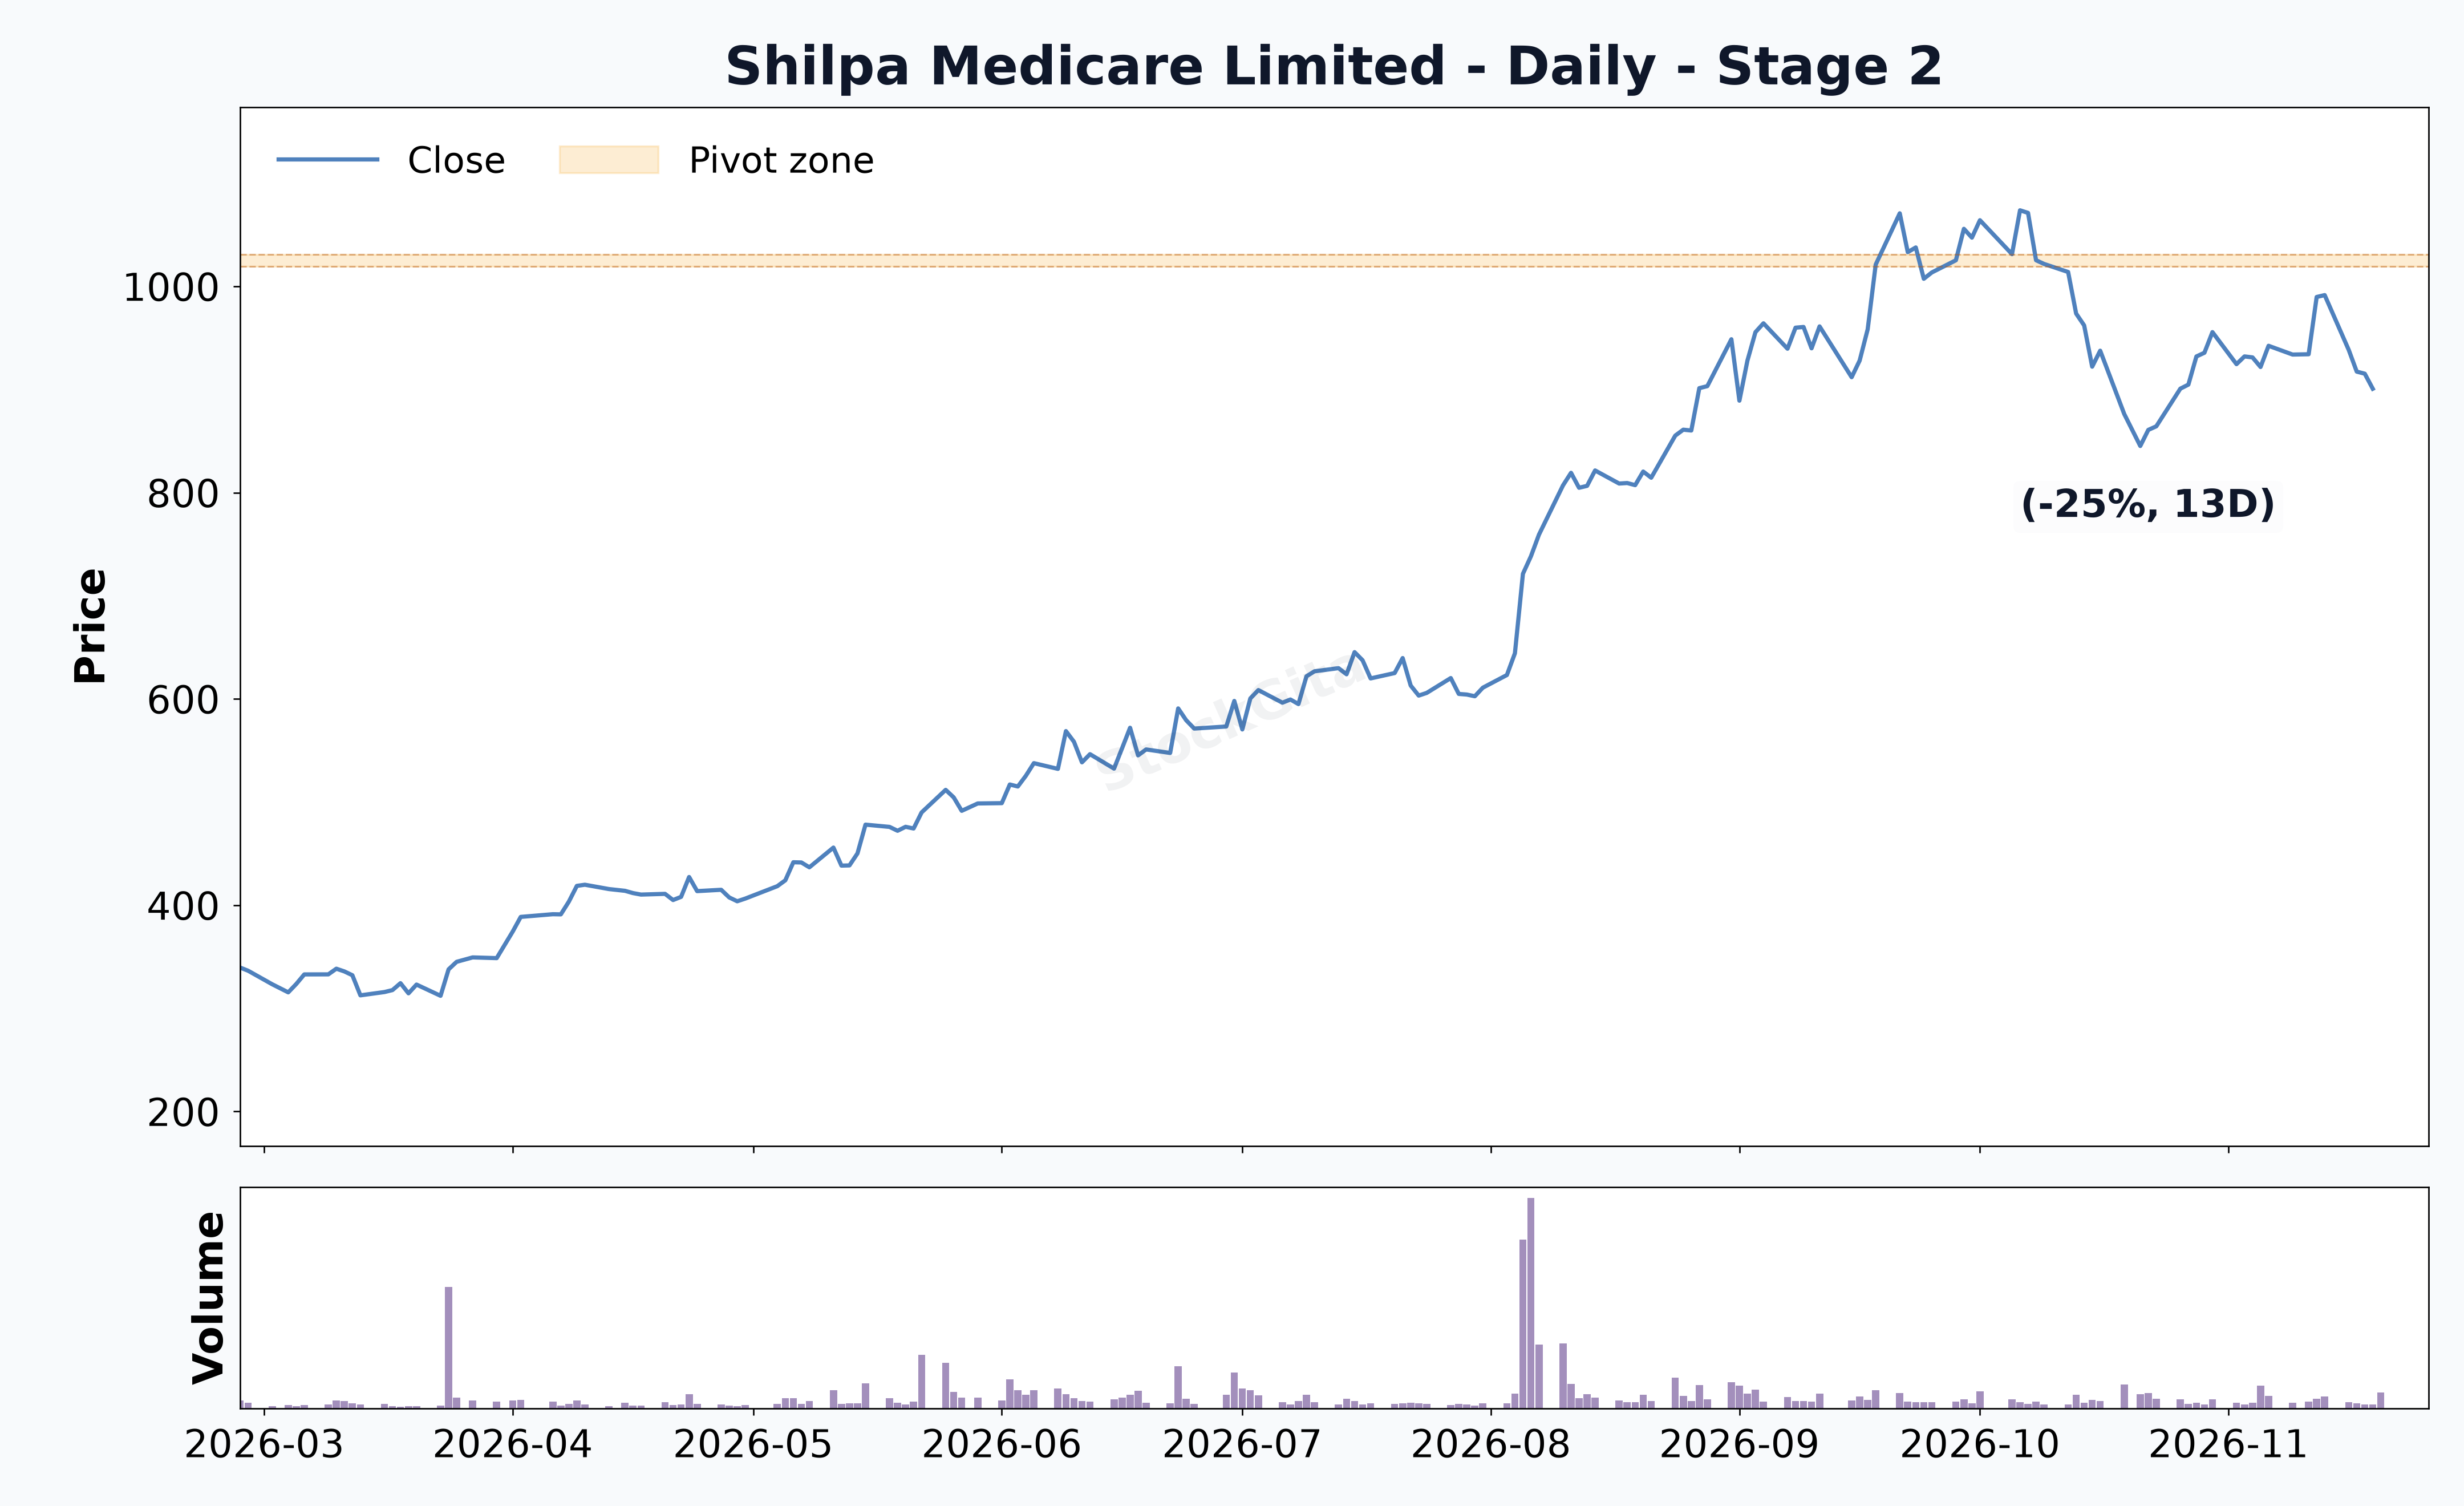 Shilpa Medicare Limited - Daily - Stage 2
Close
Pivot zone
1000
800
600
400
200
Price
(-25%, 13D)
StockGita
Volume
2026-03
2026-04
2026-05
2026-06
2026-07
2026-08
2026-09
2026-10
2026-11